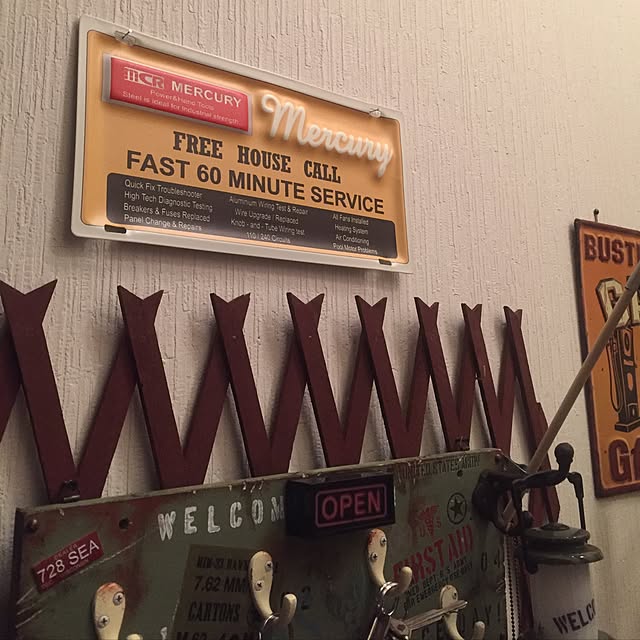 MCR MERCURY
Power&Hand Tools
Steel is ideal for industrial strength
Mercury
FREE HOUSE CALL
FAST 60 MINUTE SERVICE
Quick Fix Troubleshooter
High Tech Diagnostic Testing
Breakers & Fuses Replaced
Panel Change & Repairs
Aluminum Wiring Test & Repair
Wire Upgrade / Replaced
Knob - and - Tube Wiring test
110 / 240 Circuits
All Fans Installed
Heating System
Air Conditioning
Pool Motor Problems
BUST
WELCOM
OPEN
728 SEA
7.62 MM
CARTONS
FIRST AID
WELC